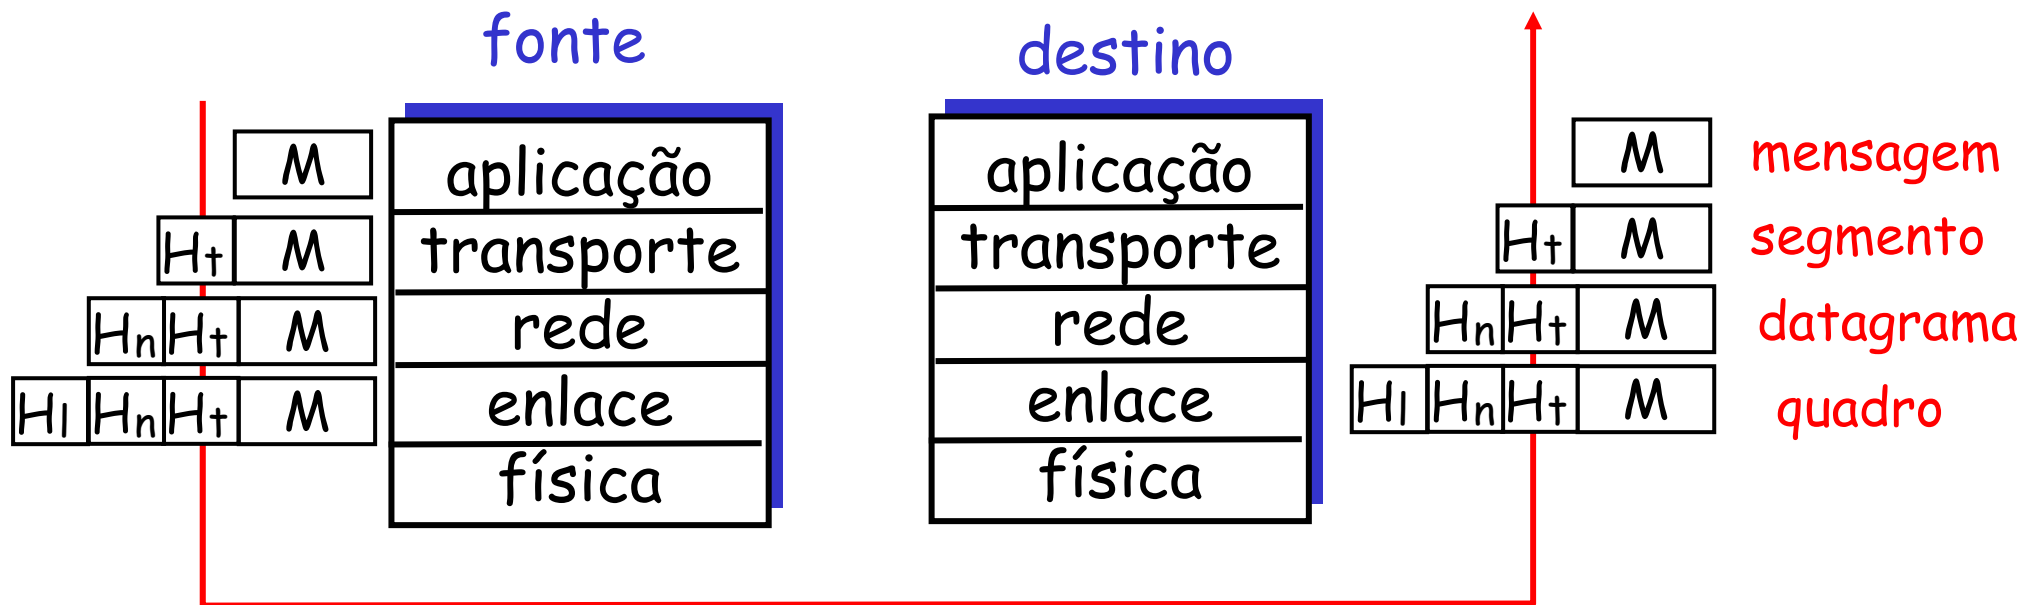 fonte
destino
M
aplicação
aplicação
M
mensagem
Ht
M
transporte
transporte
Ht
M
segmento
Hn
Ht
M
rede
rede
Hn
Ht
M
datagrama
Hl
Hn
Ht
M
enlace
enlace
Hl
Hn
Ht
M
quadro
física
física